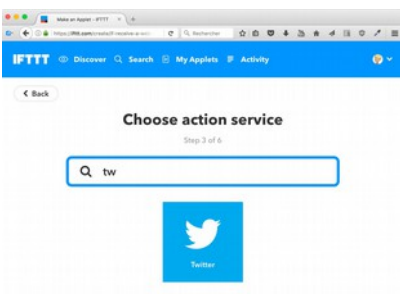 Make an Applet - IFTTT
Rechercher
IFTTT Discover Search My Applets Activity
Back
Choose action service
Step 3 of 6
tw
Twitter